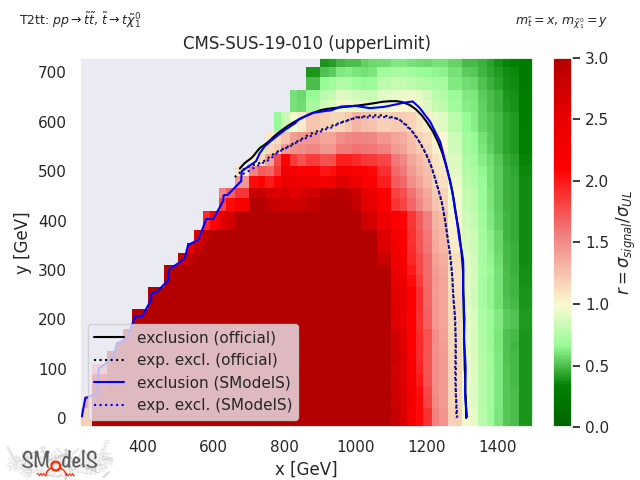 T2tt: pp → t̃t̃, t̃ → tχ̃⁰₁
m_t̃ = x, m_χ̃⁰₁ = y
CMS-SUS-19-010 (upperLimit)
700
600
500
400
300
200
100
0
y [GeV]
exclusion (official)
exp. excl. (official)
exclusion (SModelS)
exp. excl. (SModelS)
400
600
800
1000
1200
1400
x [GeV]
3.0
2.5
2.0
1.5
1.0
0.5
0.0
r = σ_signal/σ_UL
SModelS